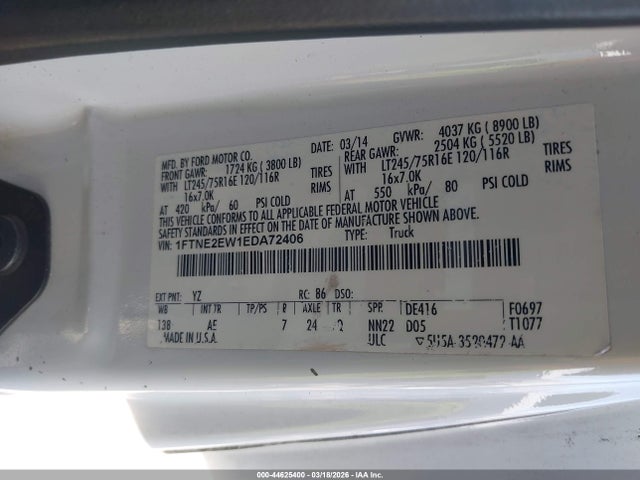 MFD. BY FORD MOTOR CO. DATE: 03/14 GVWR: 4037 KG ( 8900 LB)
FRONT GAWR: 1724 KG ( 3800 LB) REAR GAWR: 2504 KG ( 5520 LB)
WITH LT245/75R16E 120/116R TIRES WITH LT245/75R16E 120/116R TIRES
16x7.0K RIMS 16x7.0K RIMS
AT 420 kPa/ 60 PSI COLD AT 550 kPa/ 80 PSI COLD
THIS VEHICLE CONFORMS TO ALL APPLICABLE FEDERAL MOTOR VEHICLE
SAFETY STANDARDS IN EFFECT ON THE DATE OF MANUFACTURE SHOWN ABOVE.
VIN: 1FTNE2EW1EDA72406 TYPE: Truck
EXT PNT: YZ RC: 86 DSO: F0697
WB INT TR TP/PS R AXLE TR SPR DE416 T1077
138 AE 7 24 NN22 D05
MADE IN U.S.A. ULC
000-44625400 - 03/18/2026 - IAA Corp.